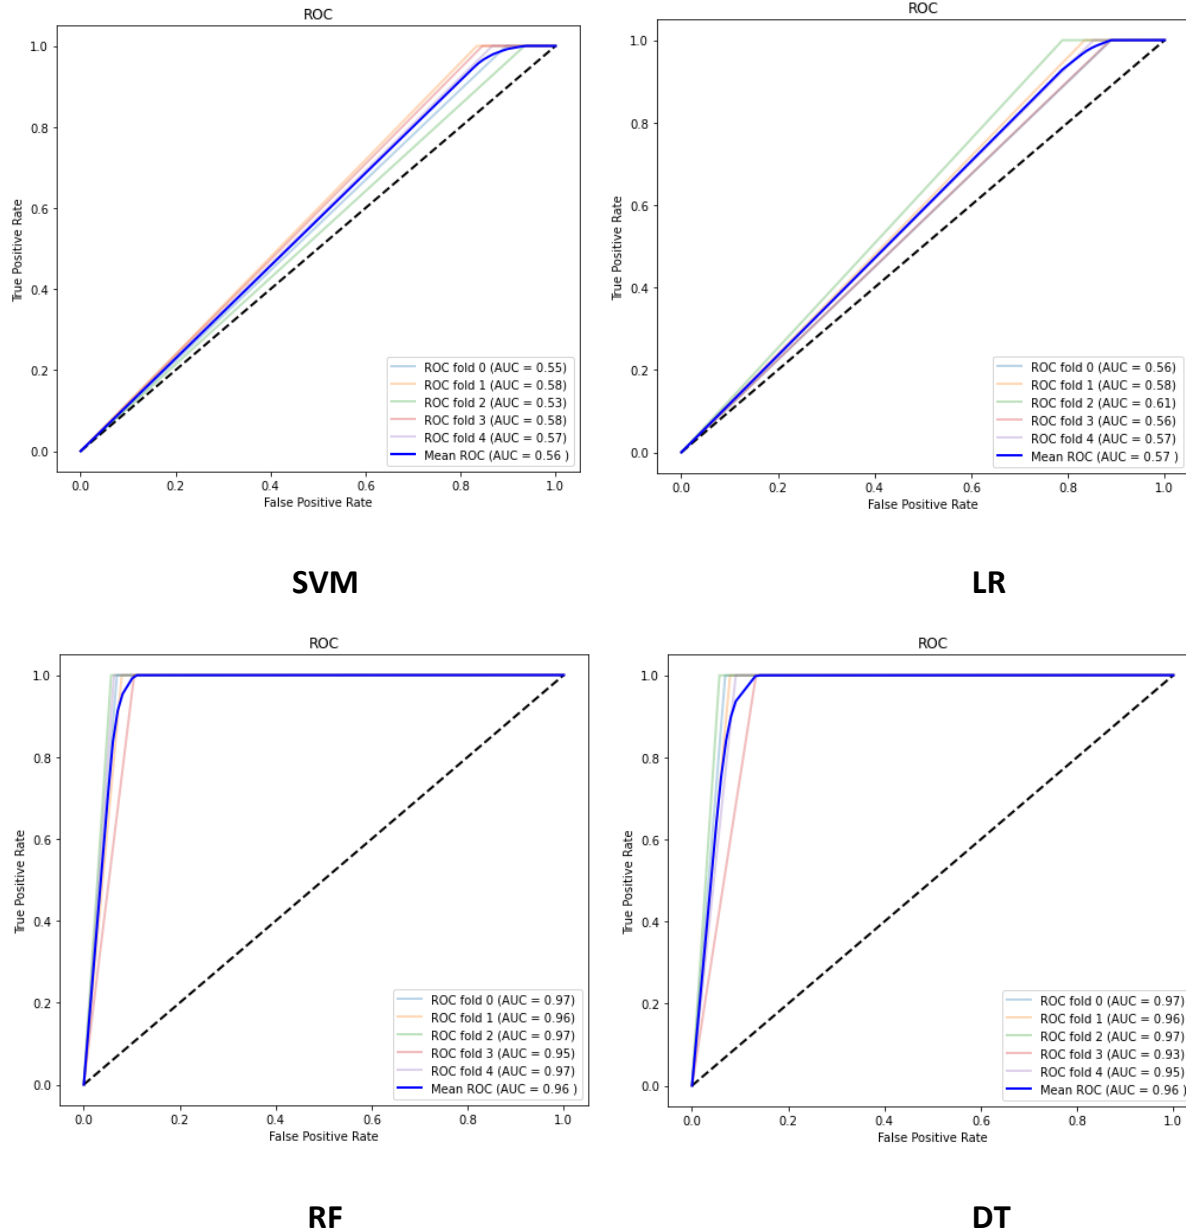 ROC
1.0
0.8
0.6
0.4
0.2
0.0
True Positive Rate
ROC fold 0 (AUC = 0.55)
ROC fold 1 (AUC = 0.58)
ROC fold 2 (AUC = 0.53)
ROC fold 3 (AUC = 0.58)
ROC fold 4 (AUC = 0.57)
Mean ROC (AUC = 0.56 )
0.0 0.2 0.4 0.6 0.8 1.0
False Positive Rate
SVM
ROC
1.0
0.8
0.6
0.4
0.2
0.0
True Positive Rate
ROC fold 0 (AUC = 0.56)
ROC fold 1 (AUC = 0.58)
ROC fold 2 (AUC = 0.61)
ROC fold 3 (AUC = 0.56)
ROC fold 4 (AUC = 0.57)
Mean ROC (AUC = 0.57 )
0.0 0.2 0.4 0.6 0.8 1.0
False Positive Rate
LR
ROC
1.0
0.8
0.6
0.4
0.2
0.0
True Positive Rate
ROC fold 0 (AUC = 0.97)
ROC fold 1 (AUC = 0.96)
ROC fold 2 (AUC = 0.97)
ROC fold 3 (AUC = 0.95)
ROC fold 4 (AUC = 0.97)
Mean ROC (AUC = 0.96 )
0.0 0.2 0.4 0.6 0.8 1.0
False Positive Rate
RF
ROC
1.0
0.8
0.6
0.4
0.2
0.0
True Positive Rate
ROC fold 0 (AUC = 0.97)
ROC fold 1 (AUC = 0.96)
ROC fold 2 (AUC = 0.97)
ROC fold 3 (AUC = 0.93)
ROC fold 4 (AUC = 0.95)
Mean ROC (AUC = 0.96 )
0.0 0.2 0.4 0.6 0.8 1.0
False Positive Rate
DT